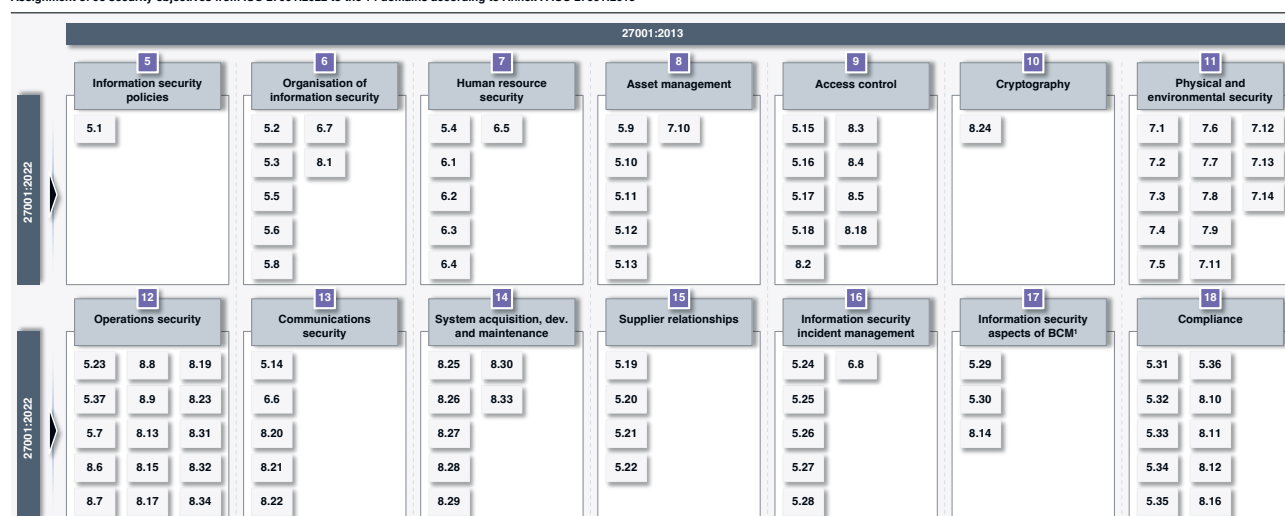 27001:2013
5
Information security
policies
6
Organisation of
information security
7
Human resource
security
8
Asset management
9
Access control
10
Cryptography
11
Physical and
environmental security
27001:2022
5.1
5.2 6.7
5.3 8.1
5.5
5.6
5.8
5.4 6.5
6.1
6.2
6.3
6.4
5.9 7.10
5.10
5.11
5.12
5.13
5.15 8.3
5.16 8.4
5.17 8.5
5.18 8.18
8.2
8.24
7.1 7.6 7.12
7.2 7.7 7.13
7.3 7.8 7.14
7.4 7.9
7.5 7.11
12
Operations security
13
Communications
security
14
System acquisition, dev.
and maintenance
15
Supplier relationships
16
Information security
incident management
17
Information security
aspects of BCM¹
18
Compliance
27001:2022
5.23 8.8 8.19
5.37 8.9 8.23
5.7 8.13 8.31
8.6 8.15 8.32
8.7 8.17 8.34
5.14
6.6
8.20
8.21
8.22
8.25 8.30
8.26 8.33
8.27
8.28
8.29
5.19
5.20
5.21
5.22
5.24 6.8
5.25
5.26
5.27
5.28
5.29
5.30
8.14
5.31 5.36
5.32 8.10
5.33 8.11
5.34 8.12
5.35 8.16